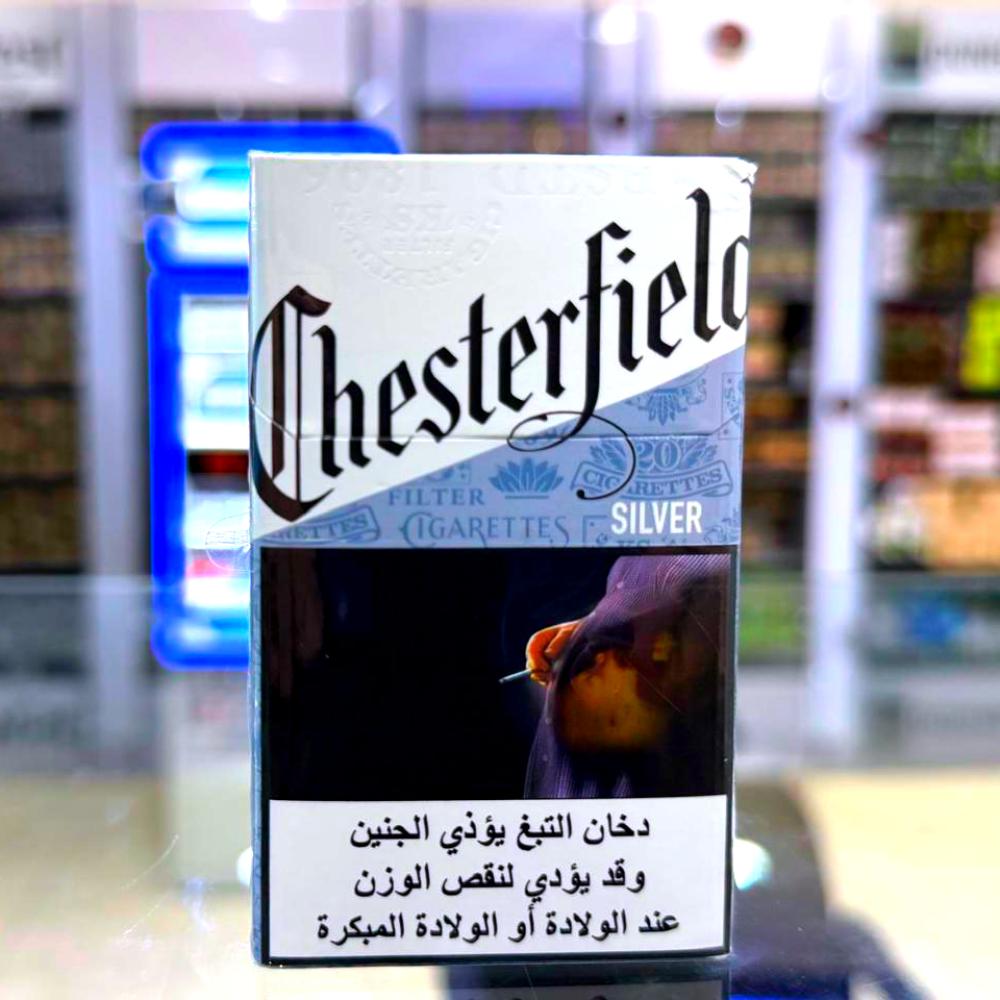 Chesterfield
FILTER
20
CIGARETTES
CIGARETTES
SILVER
دخان التبغ يؤذي الجنين
وقد يؤدي لنقص الوزن
عند الولادة أو الولادة المبكرة